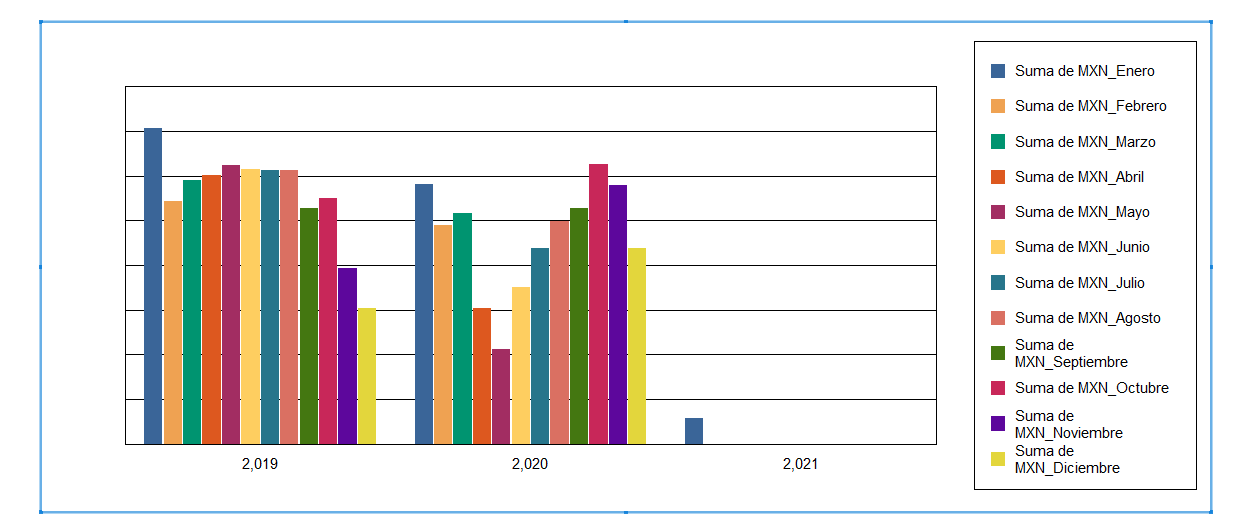 Suma de MXN_Enero
Suma de MXN_Febrero
Suma de MXN_Marzo
Suma de MXN_Abril
Suma de MXN_Mayo
Suma de MXN_Junio
Suma de MXN_Julio
Suma de MXN_Agosto
Suma de
MXN_Septiembre
Suma de MXN_Octubre
Suma de
MXN_Noviembre
Suma de
MXN_Diciembre
2,019
2,020
2,021